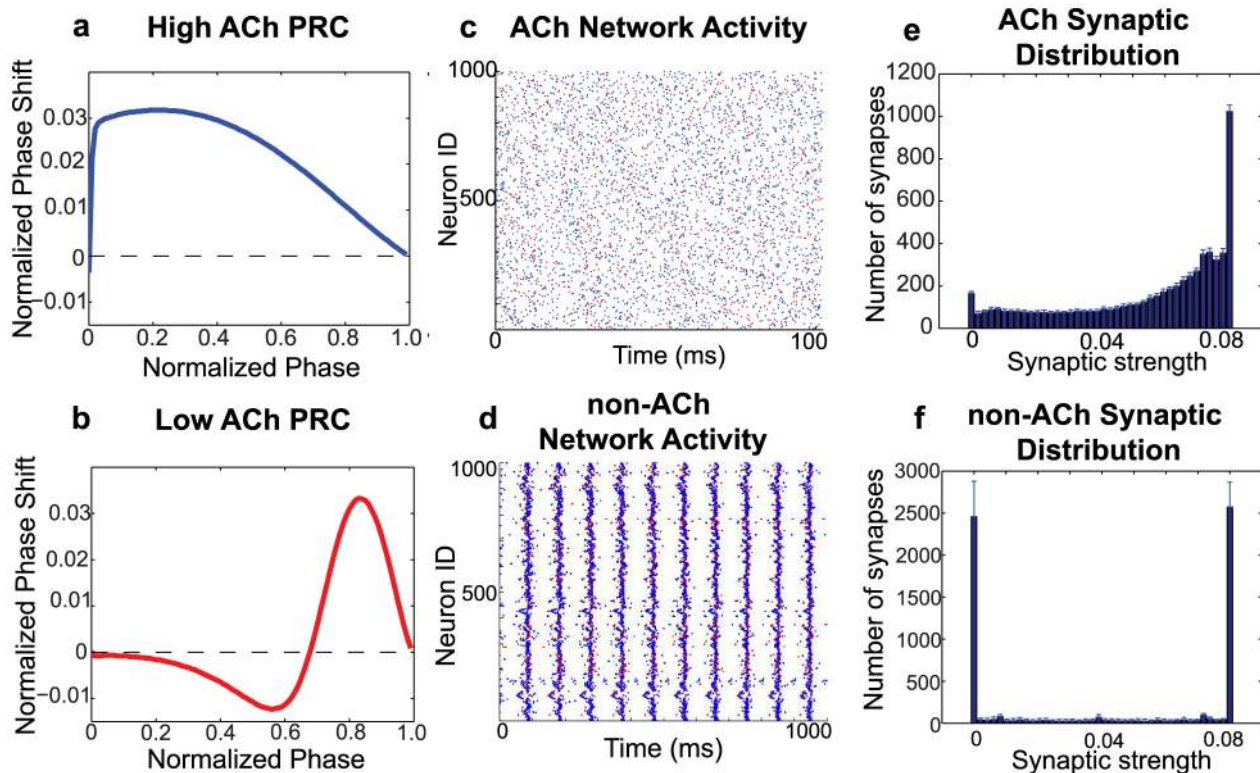 a
High ACh PRC
Normalized Phase Shift
0.03
0.02
0.01
0
−0.01
0
0.2
0.4
0.6
0.8
1.0
Normalized Phase
b
Low ACh PRC
Normalized Phase Shift
0.03
0.02
0.01
0
−0.01
0
0.2
0.4
0.6
0.8
1.0
Normalized Phase
c
ACh Network Activity
Neuron ID
1000
500
0
100
Time (ms)
d
non-ACh
Network Activity
Neuron ID
1000
500
0
1000
Time (ms)
e
ACh Synaptic
Distribution
Number of synapses
1200
1000
800
600
400
200
0
0
0.04
0.08
Synaptic strength
f
non-ACh Synaptic
Distribution
Number of synapses
3000
2500
2000
1500
1000
500
0
0
0.04
0.08
Synaptic strength